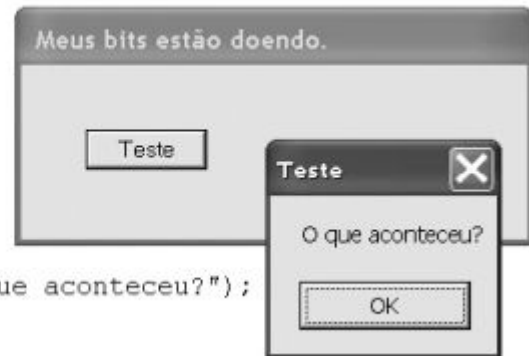 Meus bits estão doendo.
Teste
Teste
O que aconteceu?
OK
ue aconteceu?");